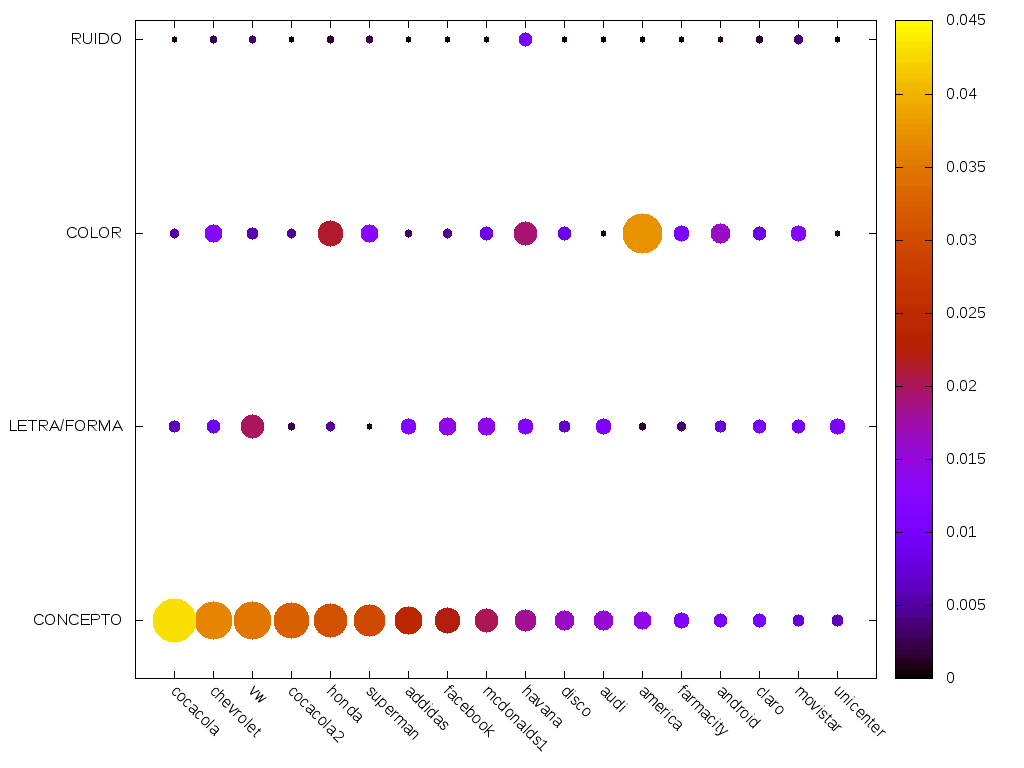 RUIDO
COLOR
LETRA/FORMA
CONCEPTO
cocacola
chevrolet
vw
cocacola2
honda
superman
addidas
facebook
mcdonalds1
havana
disco
audi
america
farmacity
android
claro
movistar
unicenter
0.045
0.04
0.035
0.03
0.025
0.02
0.015
0.01
0.005
0